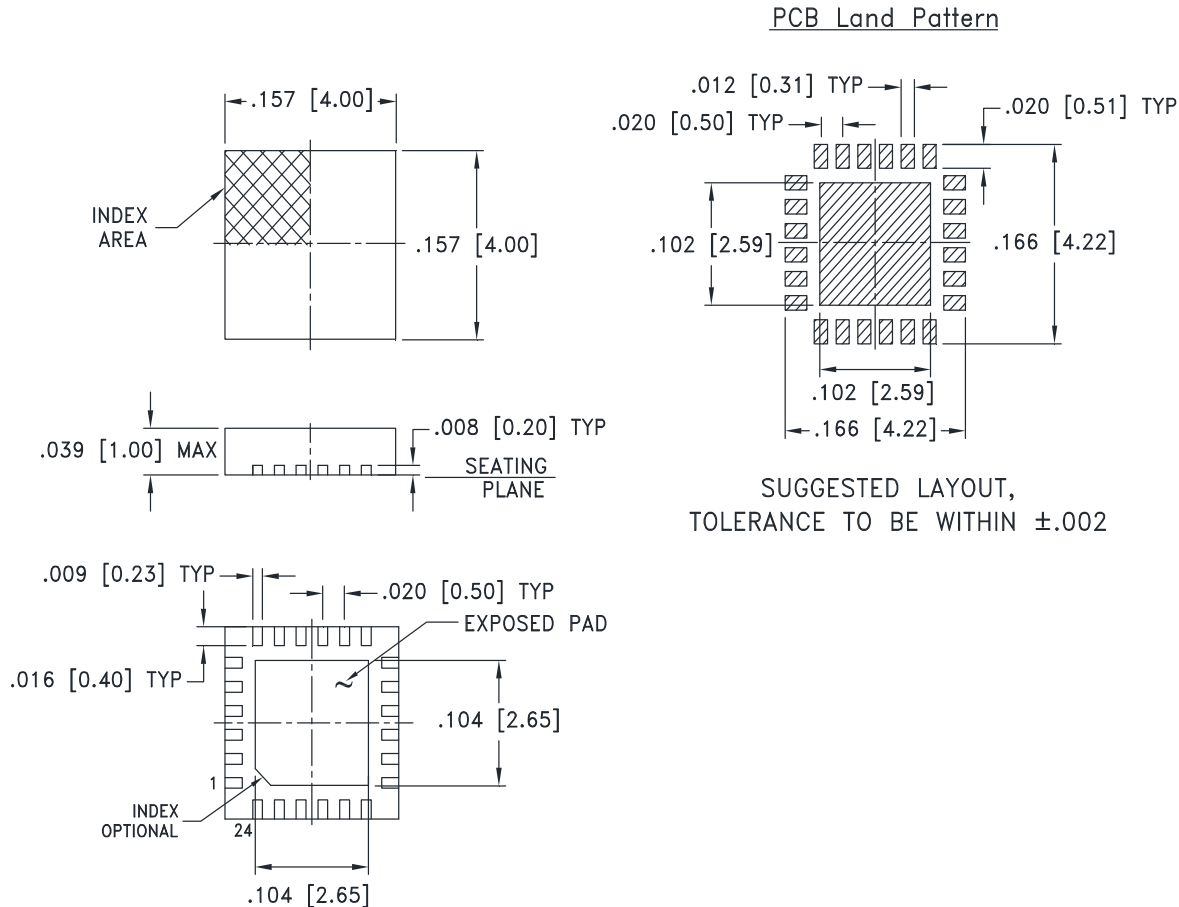 PCB Land Pattern
.157 [4.00]
INDEX
AREA
.157 [4.00]
.012 [0.31] TYP
.020 [0.50] TYP
.020 [0.51] TYP
.102 [2.59]
.166 [4.22]
.102 [2.59]
.166 [4.22]
SUGGESTED LAYOUT,
TOLERANCE TO BE WITHIN ±.002
.039 [1.00] MAX
.008 [0.20] TYP
SEATING
PLANE
.009 [0.23] TYP
.020 [0.50] TYP
EXPOSED PAD
.016 [0.40] TYP
.104 [2.65]
1
INDEX
OPTIONAL
24
.104 [2.65]